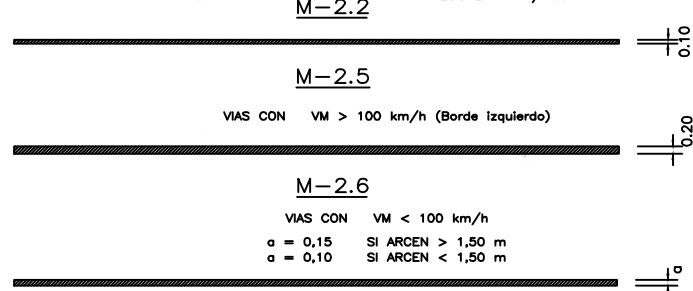 M-2.2
0.10
M-2.5
VIAS CON VM > 100 km/h (Borde izquierdo)
0.20
M-2.6
VIAS CON VM < 100 km/h
a = 0,15 SI ARCEN > 1,50 m
a = 0,10 SI ARCEN < 1,50 m
a